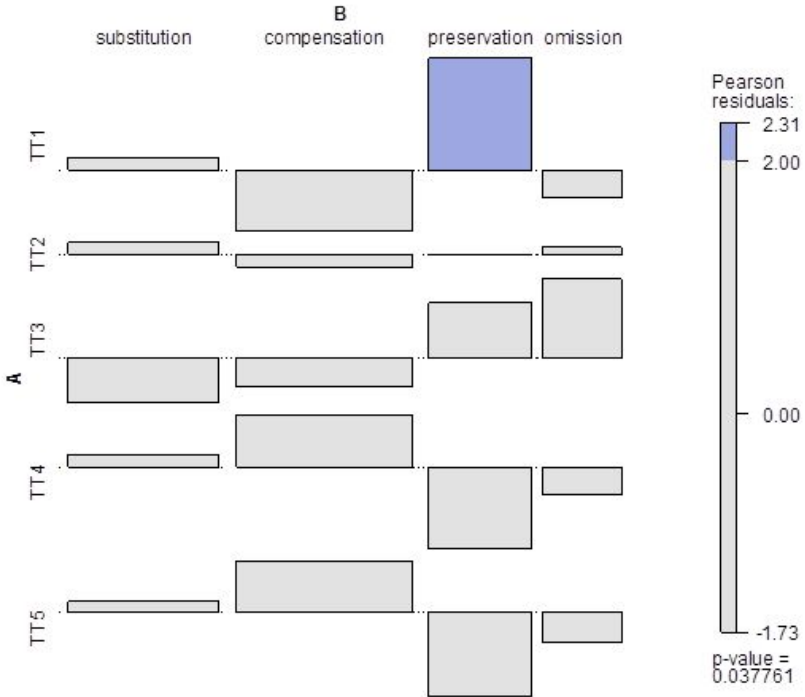 B
substitution compensation preservation omission
TT1
TT2
TT3
A
TT4
TT5
Pearson
residuals:
2.31
2.00
0.00
-1.73
p-value =
0.037761